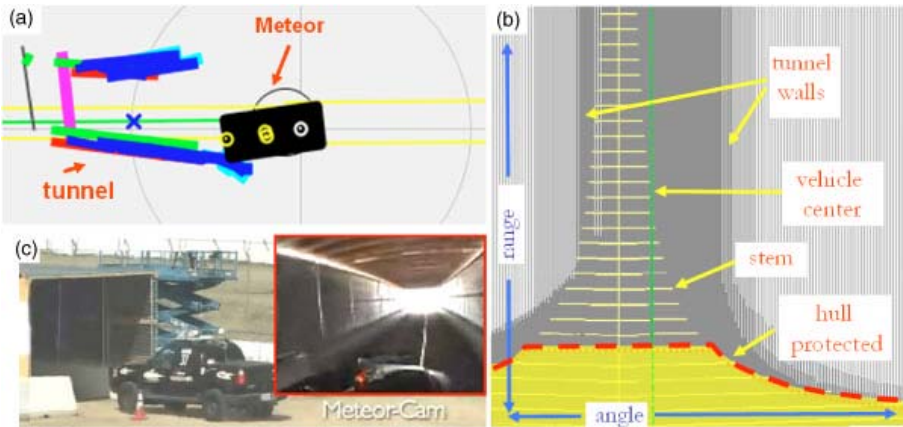 (a)
Meteor
tunnel
(b)
tunnel
walls
vehicle
center
stem
hull
protected
range
angle
(c)
Meteor-Cam